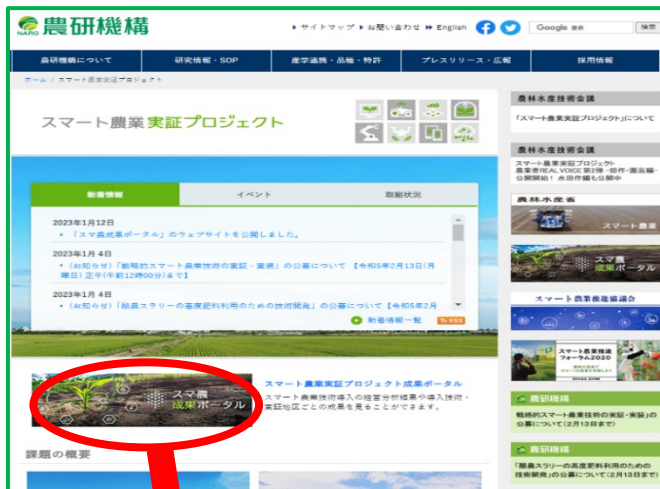 NARO
農研機構
サイトマップ お問い合わせ English
Google 提供
検索
農研機構について 研究情報・SOP 産学連携・品種・特許 プレスリリース・広報 採用情報
ホーム / スマート農業実証プロジェクト
スマート農業実証プロジェクト
新着情報 イベント 取組状況
2023年1月12日
・「スマ農成果ポータル」のウェブサイトを公開しました。
2023年1月 4日
・(お知らせ)「戦略的スマート農業技術の実証・実装」の公募について 【令和5年2月13日(月
曜日) 正午(午前12時00分)まで】
2023年1月 4日
・(お知らせ)「酪農スラリーの高度肥料利用のための技術開発」の公募について 【令和5年2月
新着情報一覧 RSS
スマ農
成果ポータル
スマート農業実証プロジェクト成果ポータル
スマート農業技術導入の経営分析結果や導入技術・
実証地区ごとの成果を見ることができます。
課題の概要
農林水産技術会議
「スマート農業実証プロジェクト」について
農林水産技術会議
スマート農業実証プロジェクト
農業者REAL VOICE 第2弾 -畑作・園芸編-
公開開始! 水田作編も公開中
農林水産省
スマート農業
スマ農
成果ポータル
スマート農業推進協議会
スマート農業推進
フォーラム2020
農研機構
戦略的スマート農業技術の実証・実装」の
公募について(2月13日まで)
農研機構
「酪農スラリーの高度肥料利用のための
技術開発」の公募について(2月13日まで)